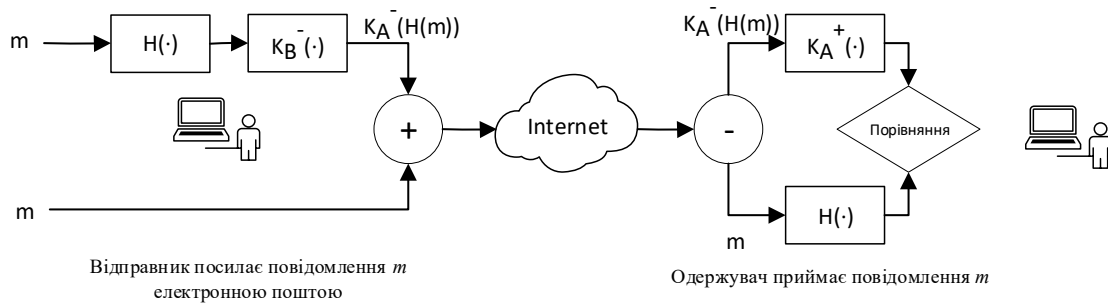 m
H(·)
K_B^-(·)
K_A^-(H(m))
+
m
Internet
-
K_A^-(H(m))
K_A^+(·)
Порівняння
H(·)
m
Відправник посилає повідомлення m
електронною поштою
Одержувач приймає повідомлення m